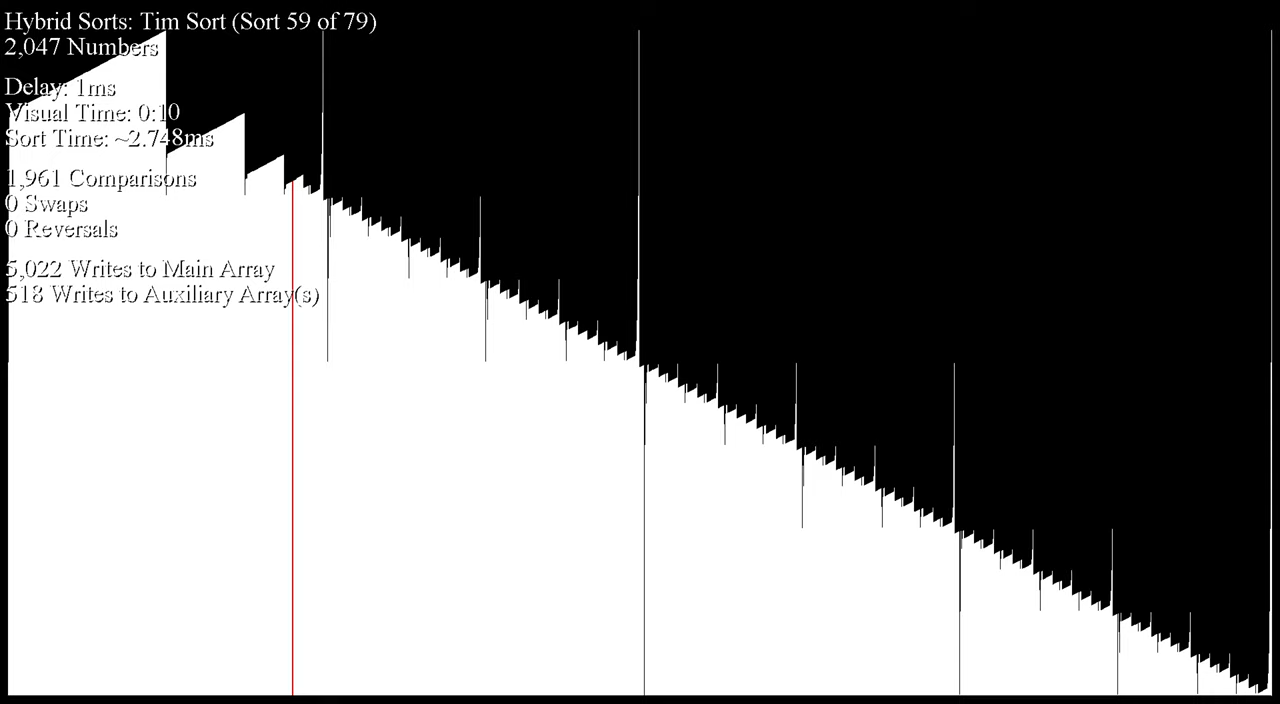 Hybrid Sorts: Tim Sort (Sort 59 of 79)
2,047 Numbers
Delay: 1ms
Visual Time: 0:10
Sort Time: ~2.748ms
1,961 Comparisons
0 Swaps
0 Reversals
5,022 Writes to Main Array
518 Writes to Auxiliary Array(s)